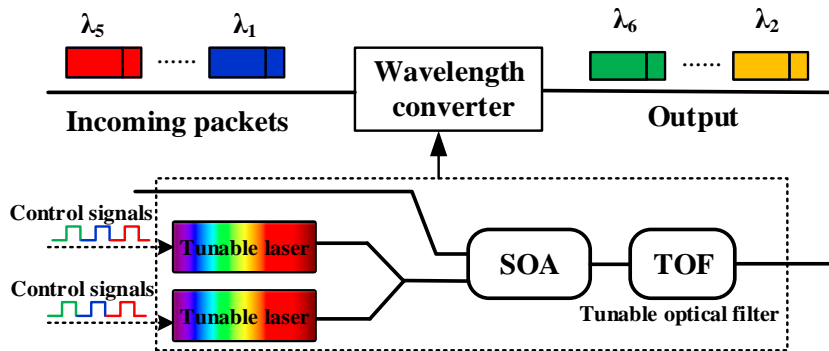 λ5 ...... λ1
λ6 ...... λ2
Wavelength
converter
Incoming packets
Output
Control signals
Tunable laser
SOA
TOF
Control signals
Tunable laser
Tunable optical filter